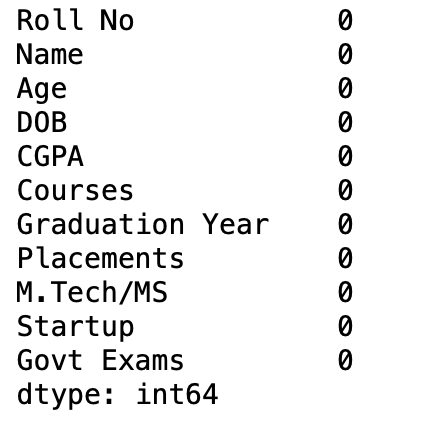 Roll No 0
Name 0
Age 0
DOB 0
CGPA 0
Courses 0
Graduation Year 0
Placements 0
M.Tech/MS 0
Startup 0
Govt Exams 0
dtype: int64